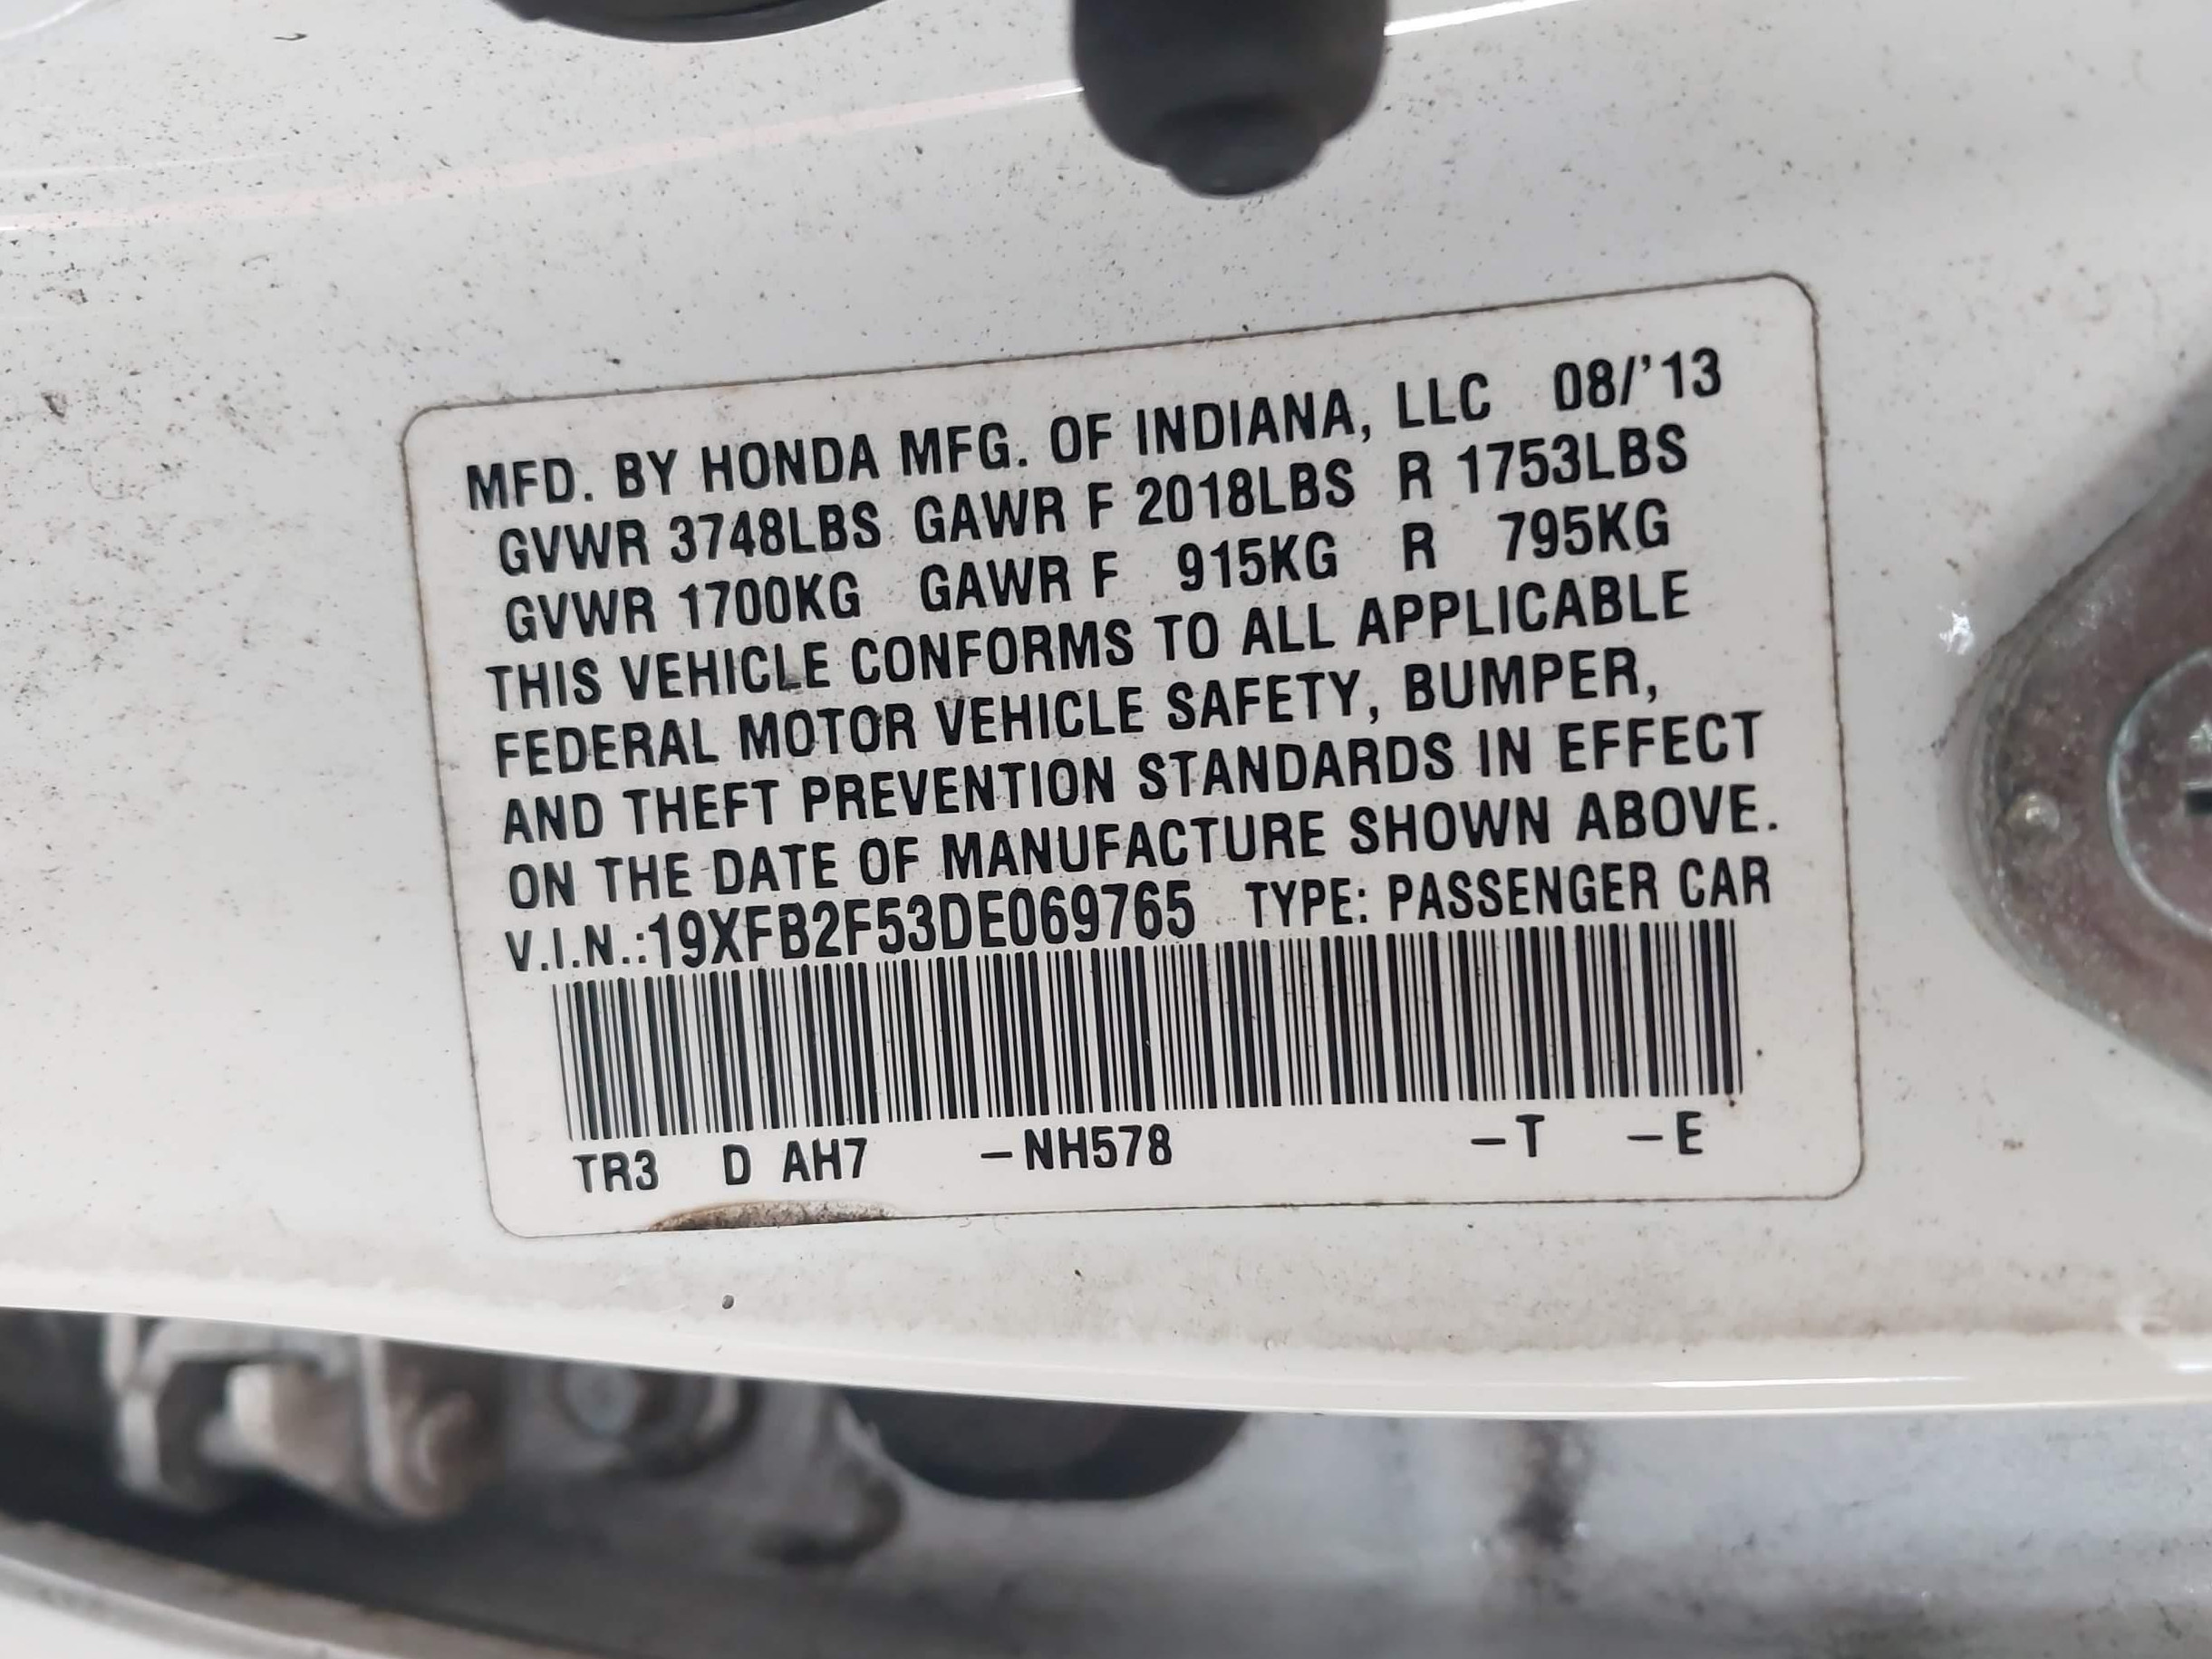 MFD. BY HONDA MFG. OF INDIANA, LLC 08/'13
GVWR 3748LBS GAWR F 2018LBS R 1753LBS
GVWR 1700KG GAWR F 915KG R 795KG
THIS VEHICLE CONFORMS TO ALL APPLICABLE
FEDERAL MOTOR VEHICLE SAFETY, BUMPER,
AND THEFT PREVENTION STANDARDS IN EFFECT
ON THE DATE OF MANUFACTURE SHOWN ABOVE.
V.I.N.:19XFB2F53DE069765 TYPE: PASSENGER CAR
TR3 D AH7 –NH578 –T –E